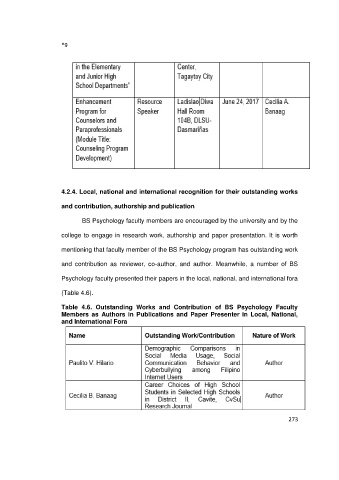 *9
in the Elementary Center,
and Junior High Tagaytay City
School Departments"
Enhancement Resource Ladislao Diwa June 24, 2017 Cecilia A.
Program for Speaker Hall Room Banaag
Counselors and 104B, DLSU-
Paraprofessionals Dasmariñas
(Module Title:
Counseling Program
Development)
4.2.4. Local, national and international recognition for their outstanding works
and contribution, authorship and publication
BS Psychology faculty members are encouraged by the university and by the
college to engage in research work, authorship and paper presentation. It is worth
mentioning that faculty member of the BS Psychology program has outstanding work
and contribution as reviewer, co-author, and author. Meanwhile, a number of BS
Psychology faculty presented their papers in the local, national, and international fora
(Table 4.6).
Table 4.6. Outstanding Works and Contribution of BS Psychology Faculty
Members as Authors in Publications and Paper Presenter in Local, National,
and International Fora
Name Outstanding Work/Contribution Nature of Work
Demographic Comparisons in
Social Media Usage, Social
Paulito V. Hilario Communication Behavior and Author
Cyberbullying among Filipino
Internet Users
Career Choices of High School
Cecilia B. Banaag Students in Selected High Schools Author
in District II, Cavite, CvSu
Research Journal
273